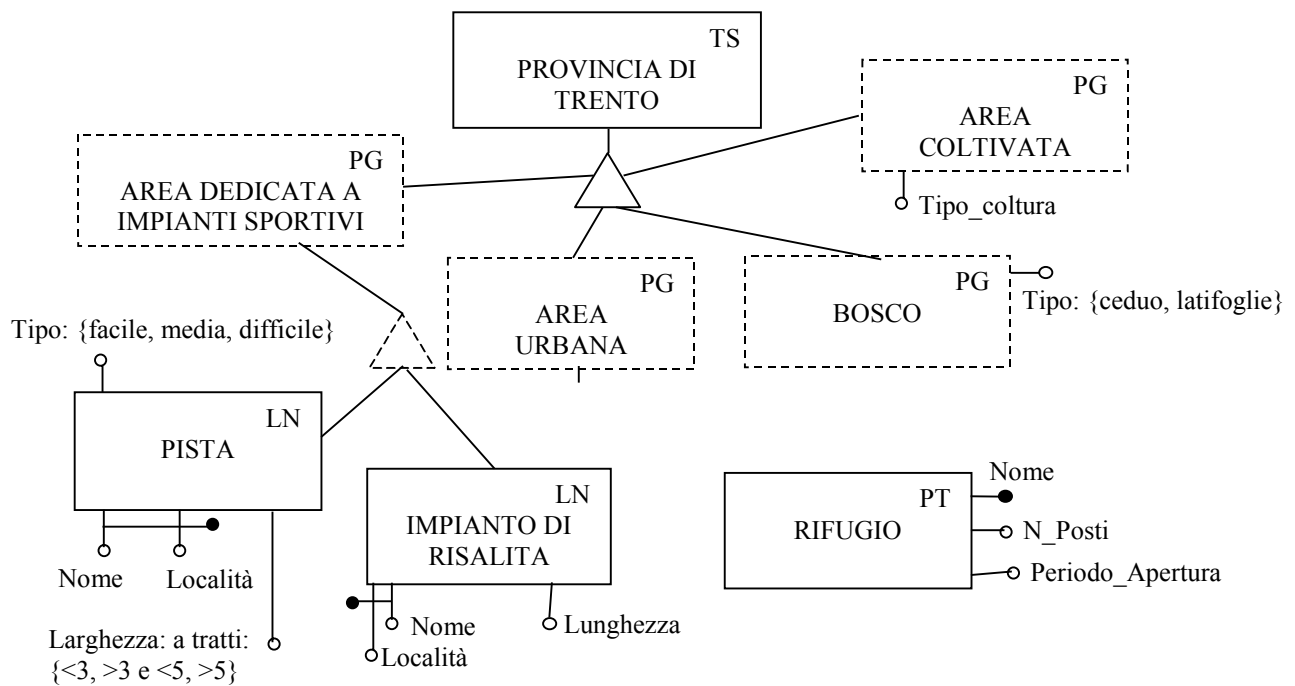 TS
PROVINCIA DI
TRENTO
PG
AREA
COLTIVATA
Tipo_coltura
PG
AREA DEDICATA A
IMPIANTI SPORTIVI
PG
AREA
URBANA
PG
BOSCO
Tipo: {ceduo, latifoglie}
Tipo: {facile, media, difficile}
LN
PISTA
Nome
Località
Larghezza: a tratti:
{<3, >3 e <5, >5}
LN
IMPIANTO DI
RISALITA
Nome
Località
Lunghezza
PT
RIFUGIO
Nome
N_Posti
Periodo_Apertura